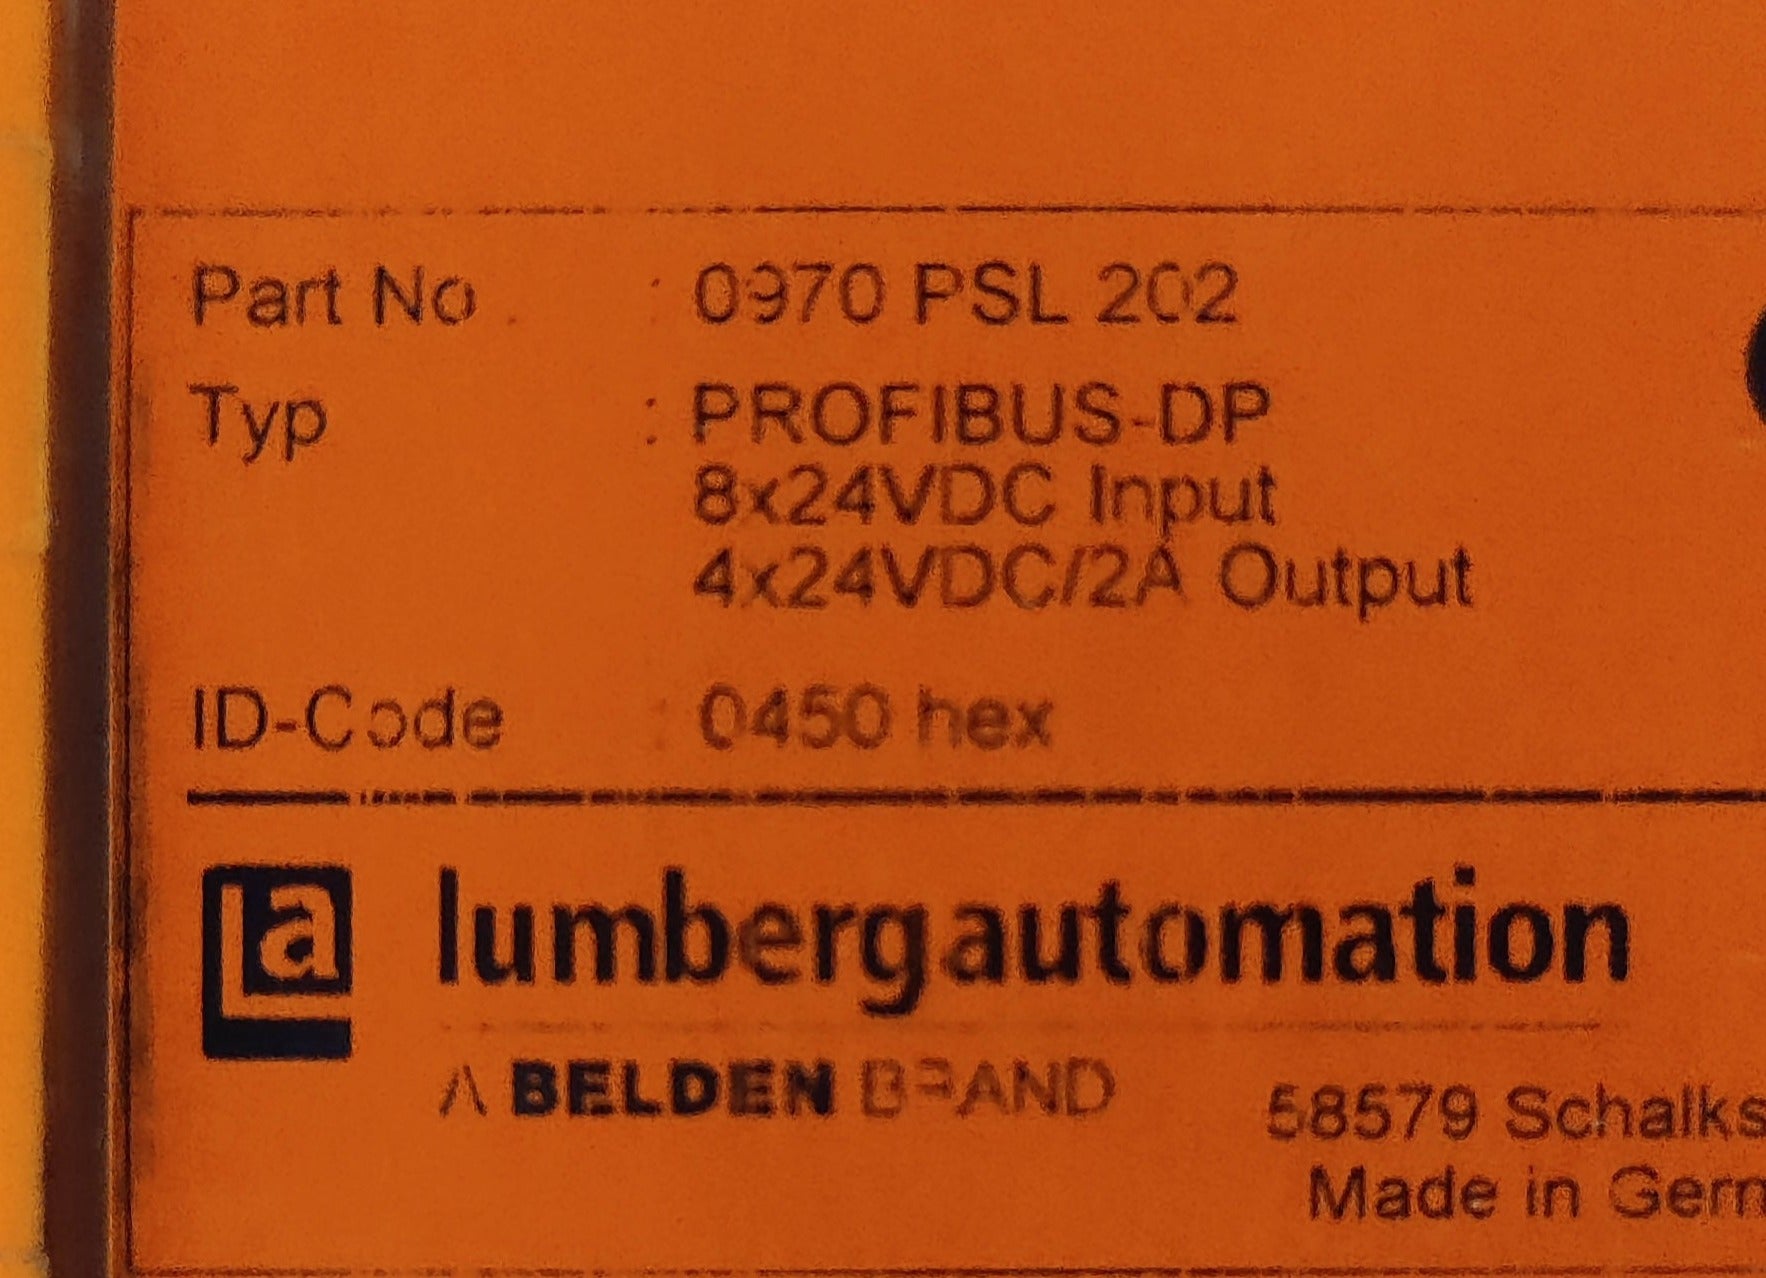 Part No : 0970 PSL 202
Typ : PROFIBUS-DP
8x24VDC Input
4x24VDC/2A Output
ID-Code : 0450 hex
La lumbergautomation
A BELDEN BRAND
58579 Schalks
Made in Germ